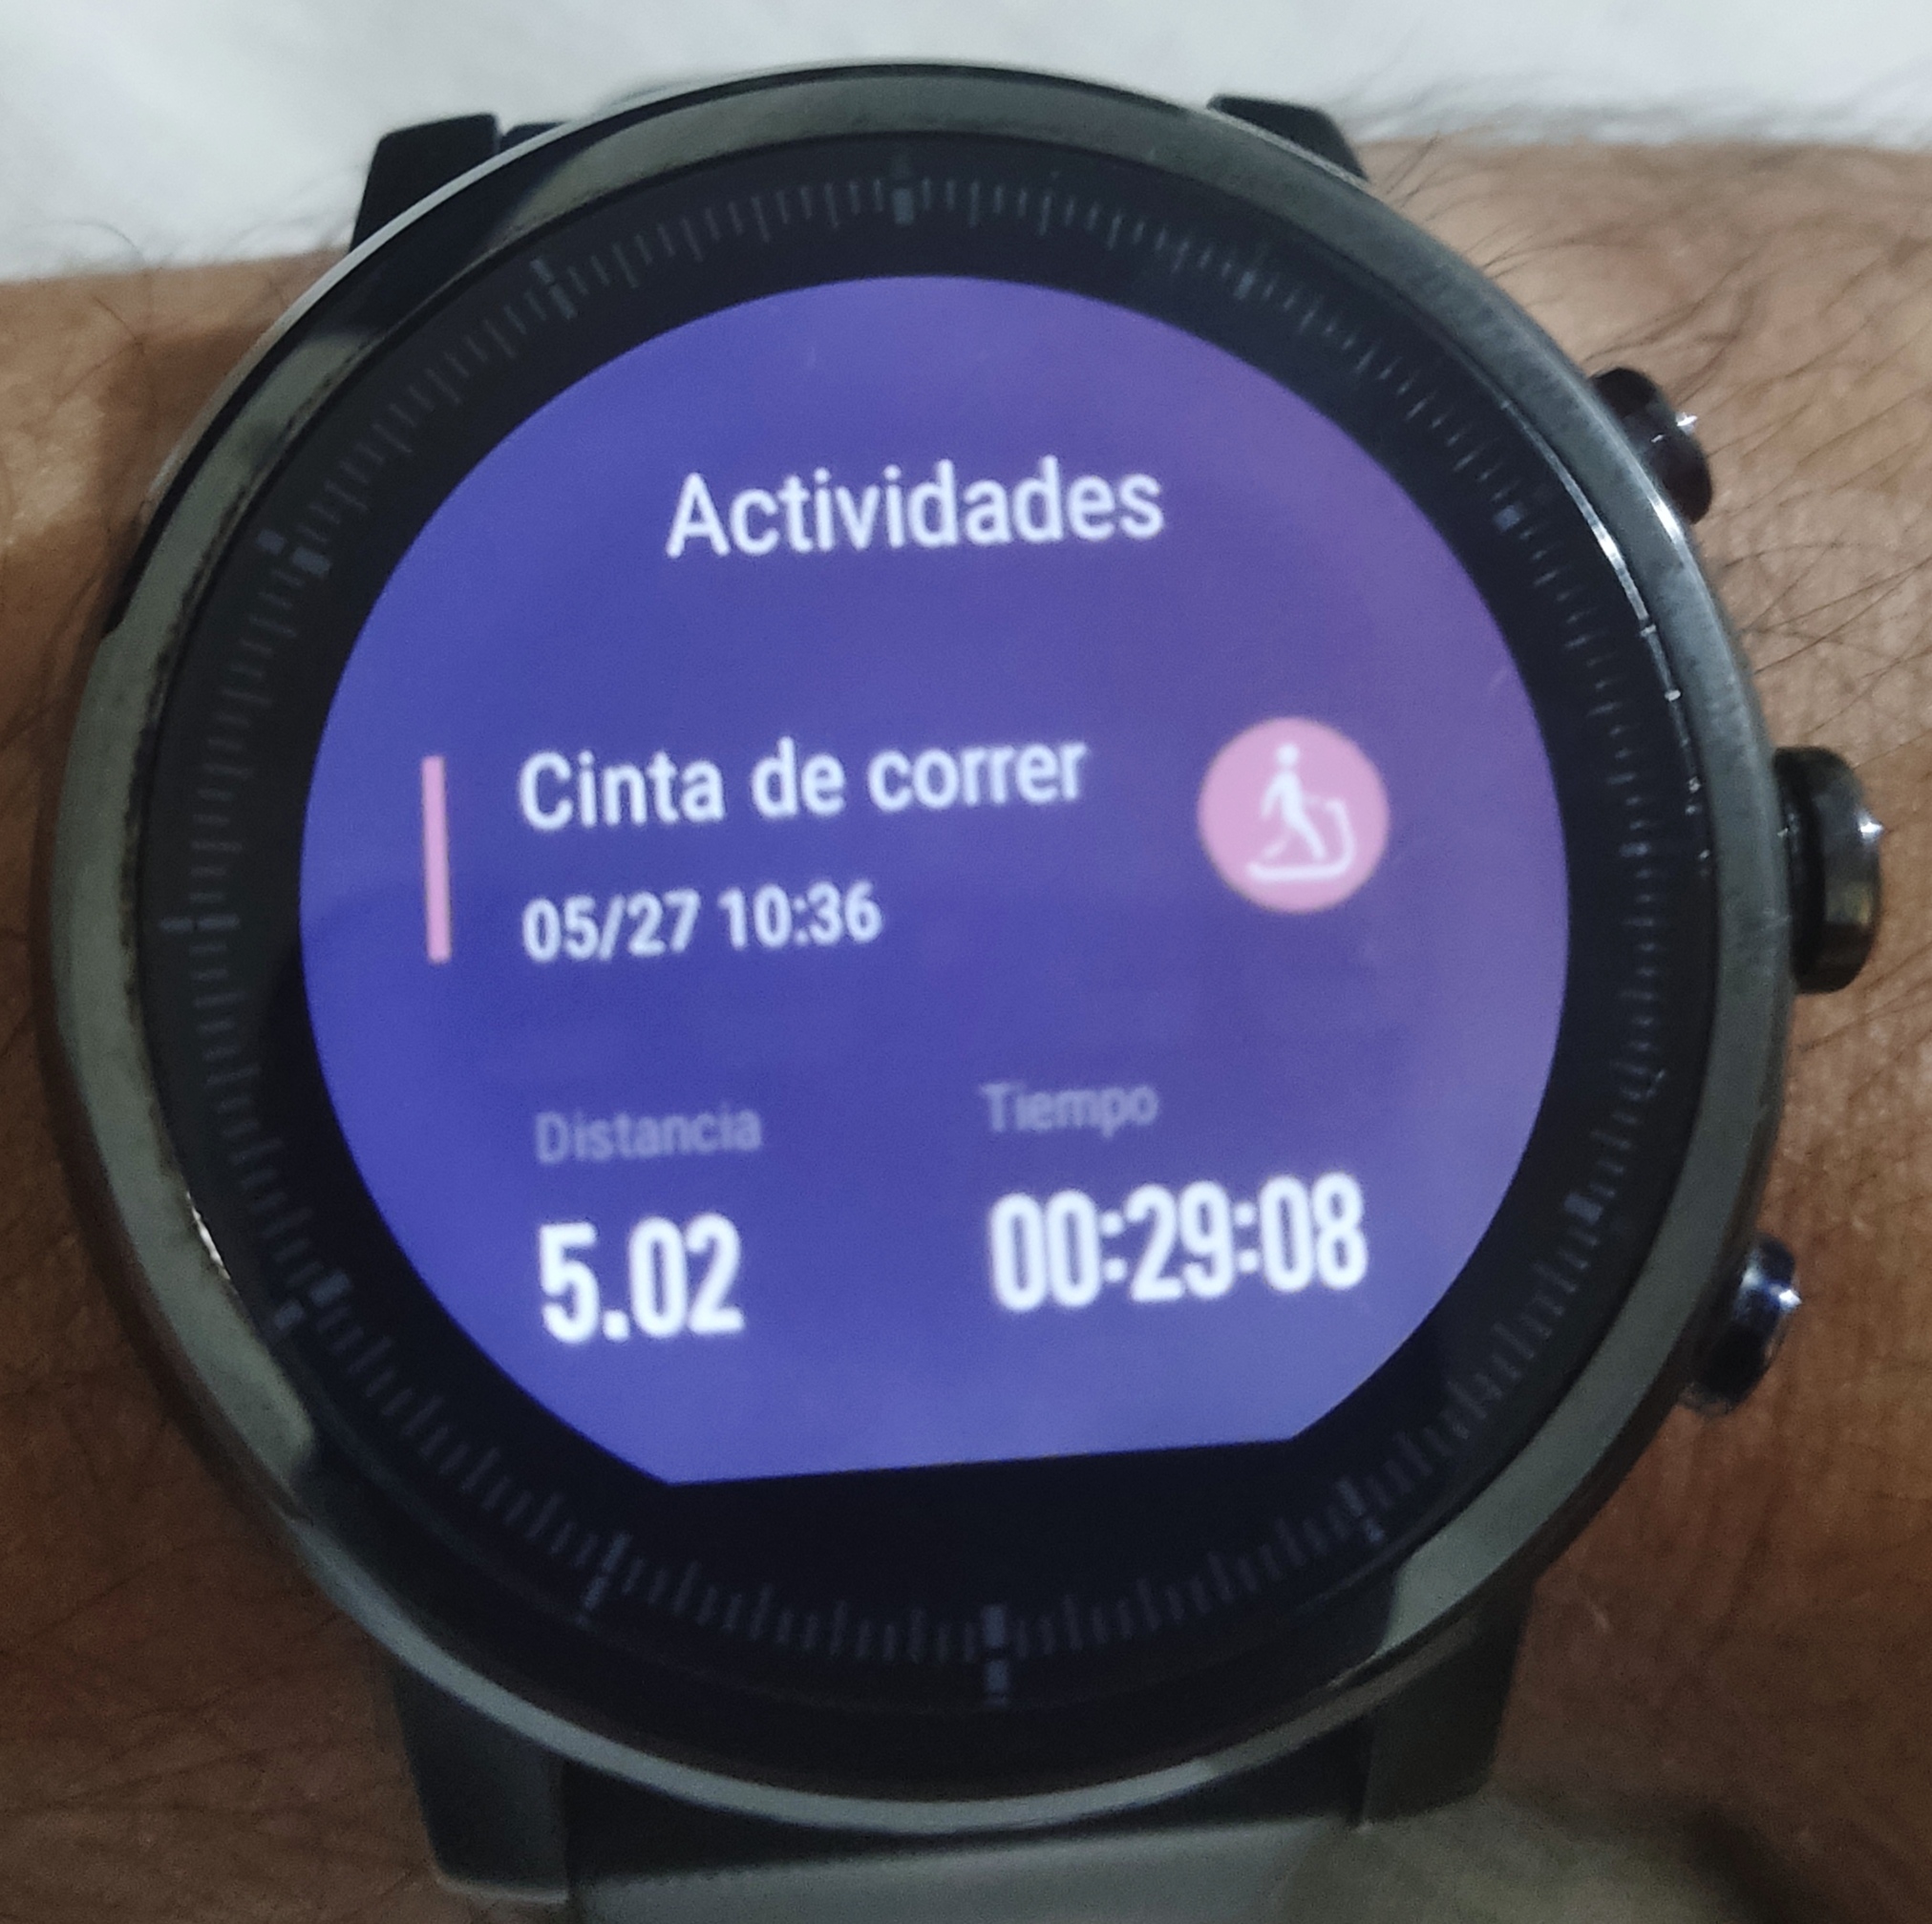 Actividades
Cinta de correr
05/27 10:36
Distancia Tiempo
5.02 00:29:08